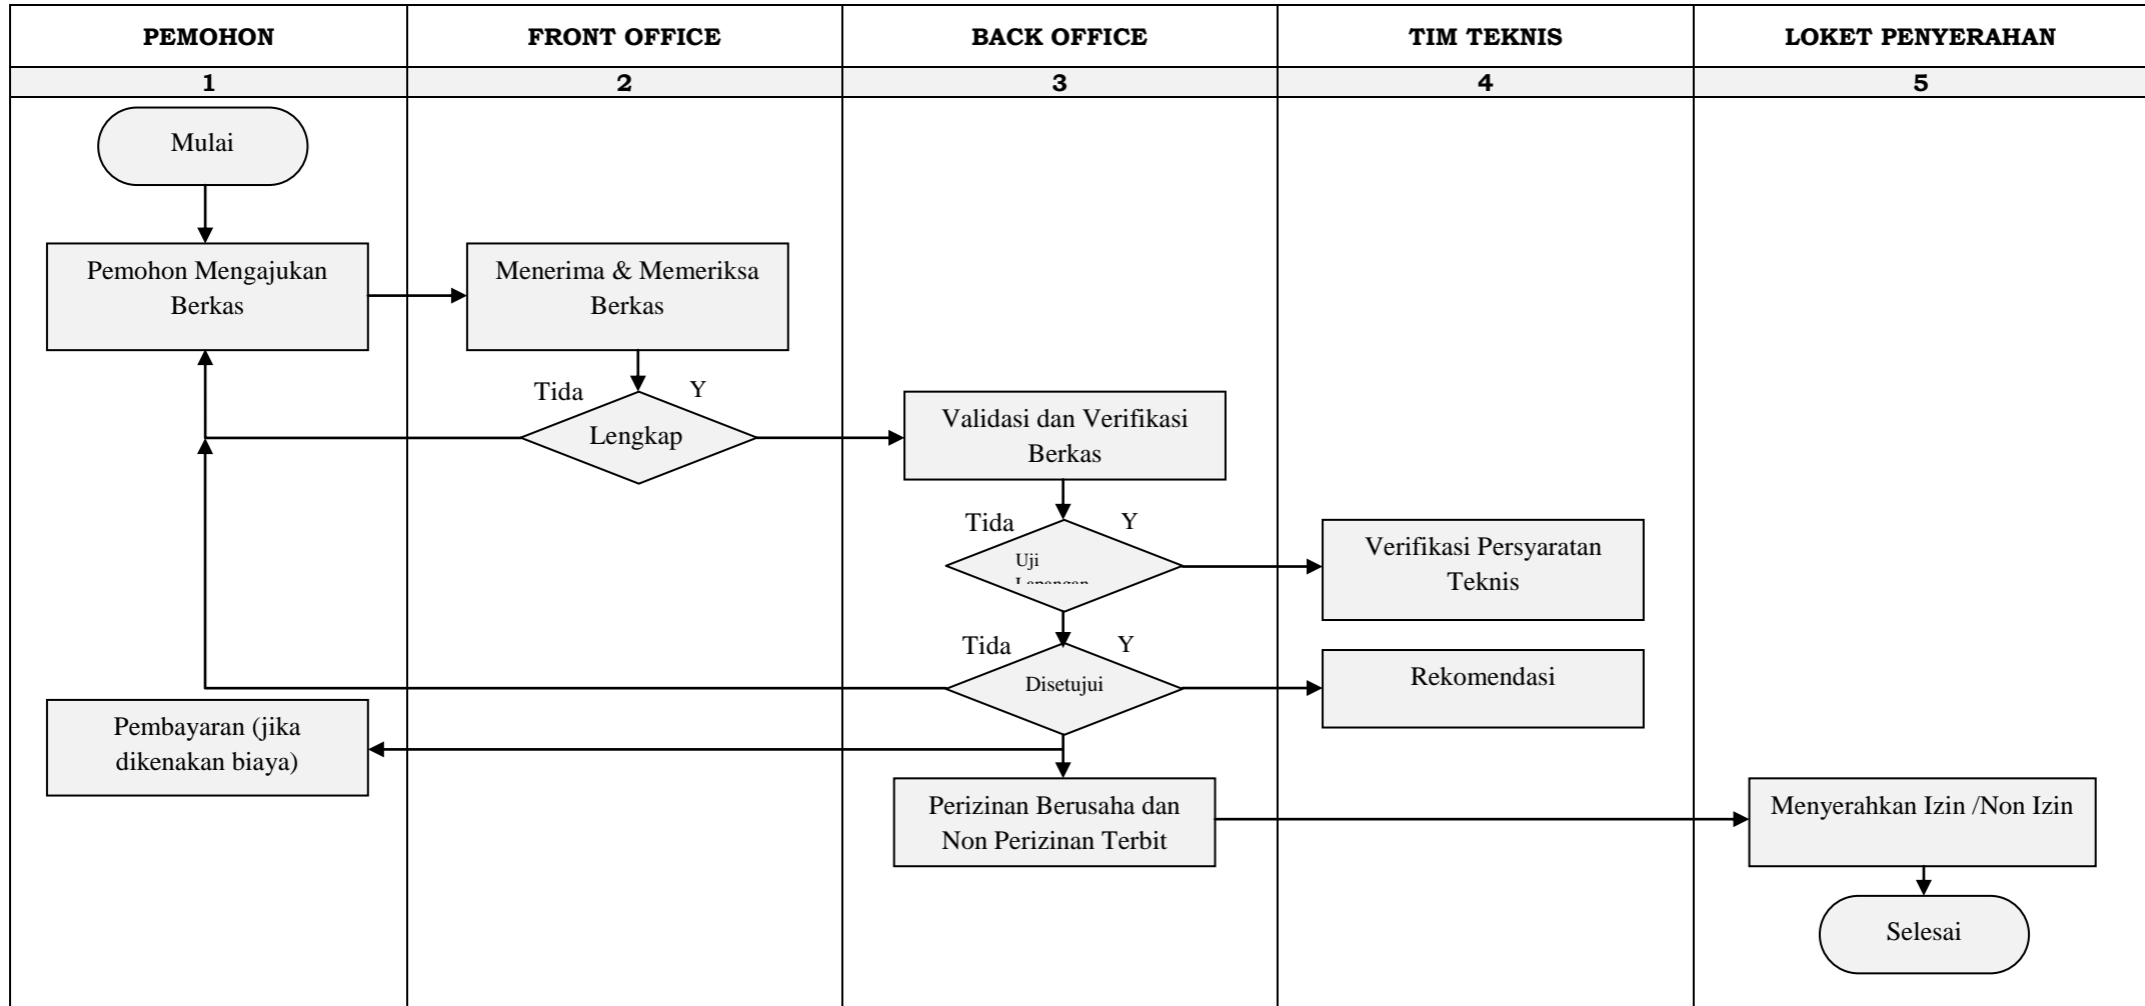 PEMOHON
FRONT OFFICE
BACK OFFICE
TIM TEKNIS
LOKET PENYERAHAN
1
2
3
4
5
Mulai
Pemohon Mengajukan
Berkas
Menerima & Memeriksa
Berkas
Tida
Y
Lengkap
Validasi dan Verifikasi
Berkas
Tida
Y
Uji
Verifikasi Persyaratan
Teknis
Tida
Y
Disetujui
Rekomendasi
Pembayaran (jika
dikenakan biaya)
Perizinan Berusaha dan
Non Perizinan Terbit
Menyerahkan Izin /Non Izin
Selesai